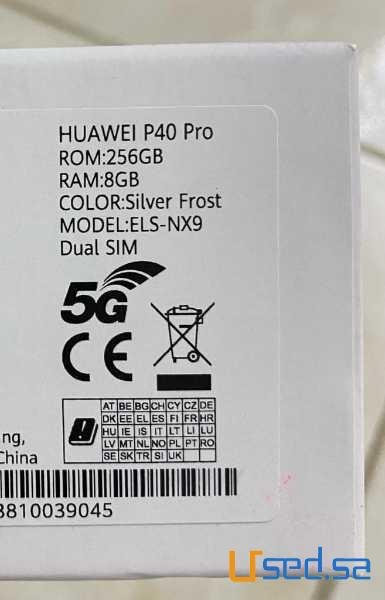 HUAWEI P40 Pro
ROM:256GB
RAM:8GB
COLOR:Silver Frost
MODEL:ELS-NX9
Dual SIM
5G
CE
AT BE BG CH CY CZ DE
DK EE EL ES FI FR HR
HU IE IS IT LT LI LU
LV MT NL NO PL PT RO
SE SK TR SI UK
ng,
China
3810039045
Used.sa